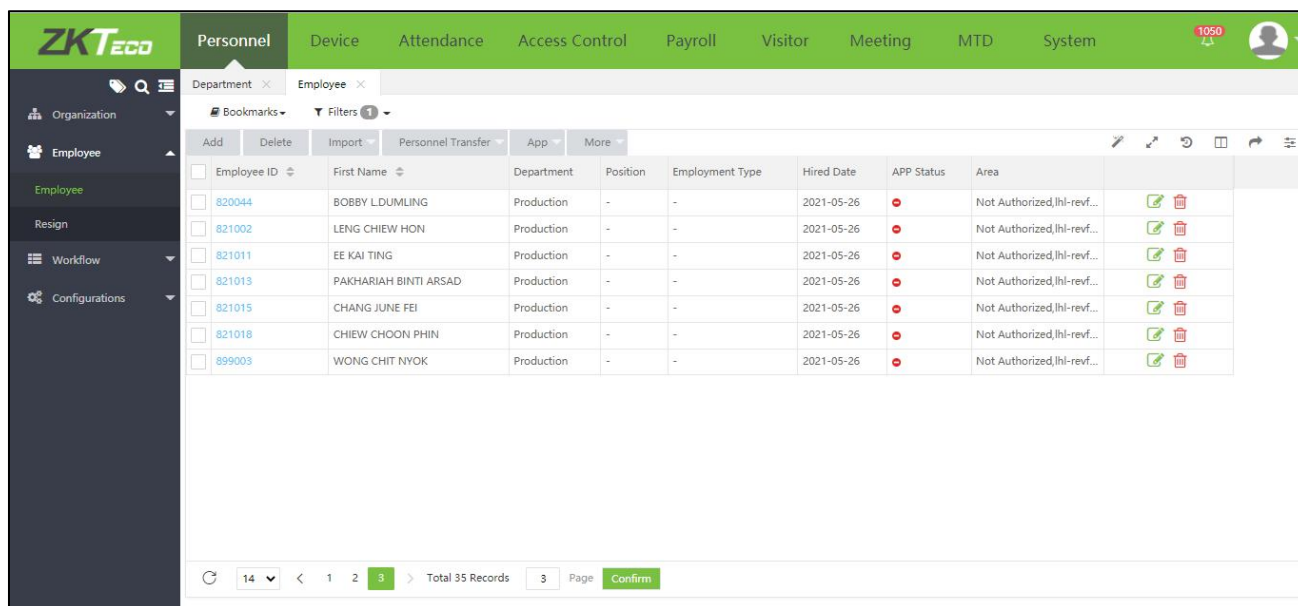 ZKTeco Personnel Device Attendance Access Control Payroll Visitor Meeting MTD System 1050
Department Employee
Organization
Employee
Employee
Resign
Workflow
Configurations
Bookmarks Filters 1
Add Delete Import Personnel Transfer App More
Employee ID First Name Department Position Employment Type Hired Date APP Status Area
820044 BOBBY L.DUMLING Production - - 2021-05-26 Not Authorized,lhl-revf...
821002 LENG CHIEW HON Production - - 2021-05-26 Not Authorized,lhl-revf...
821011 EE KAI TING Production - - 2021-05-26 Not Authorized,lhl-revf...
821013 PAKHARIAH BINTI ARSAD Production - - 2021-05-26 Not Authorized,lhl-revf...
821015 CHANG JUNE FEI Production - - 2021-05-26 Not Authorized,lhl-revf...
821018 CHIEW CHOON PHIN Production - - 2021-05-26 Not Authorized,lhl-revf...
899003 WONG CHIT NYOK Production - - 2021-05-26 Not Authorized,lhl-revf...
14 < 1 2 3 > Total 35 Records 3 Page Confirm